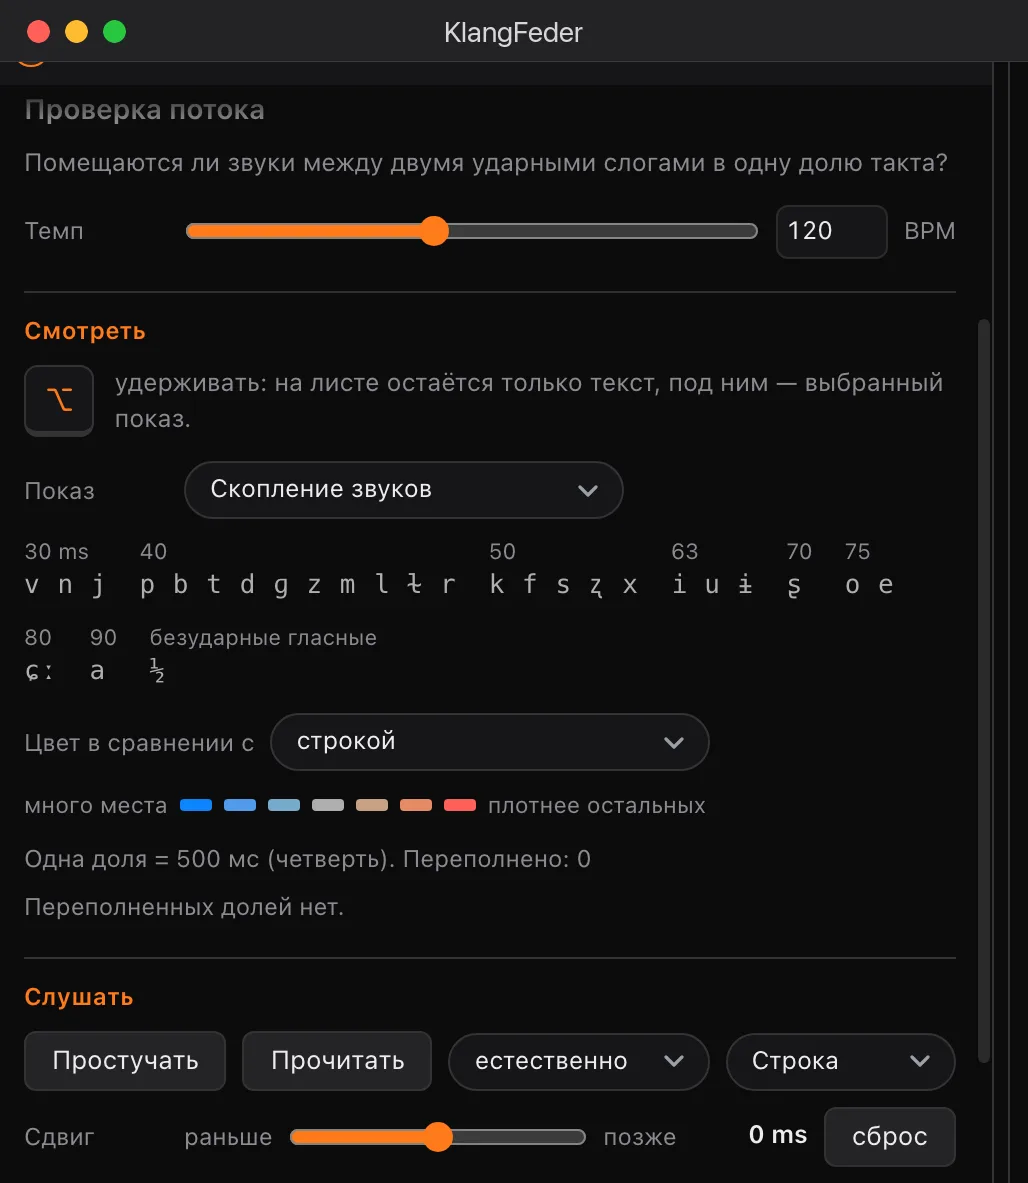 KlangFeder
Проверка потока
Помещаются ли звуки между двумя ударными слогами в одну долю такта?
Темп 120 BPM
Смотреть
⌥ удерживать: на листе остаётся только текст, под ним — выбранный
показ.
Показ Скопление звуков
30 ms 40 50 63 70 75
v n j p b t d g z m l ɫ r k f s ʐ x i u ɨ ʂ o e
80 90 безударные гласные
ɕː a ½
Цвет в сравнении с строкой
много места плотнее остальных
Одна доля = 500 мс (четверть). Переполнено: 0
Переполненных долей нет.
Слушать
Простучать Прочитать естественно Строка
Сдвиг раньше позже 0 ms сброс